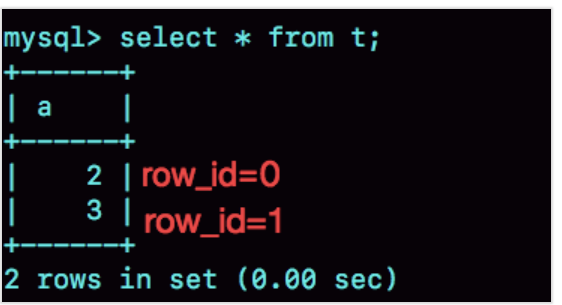 mysql> select * from t;
+------+
| a    |
+------+
|    2 | row_id=0
|    3 | row_id=1
+------+
2 rows in set (0.00 sec)